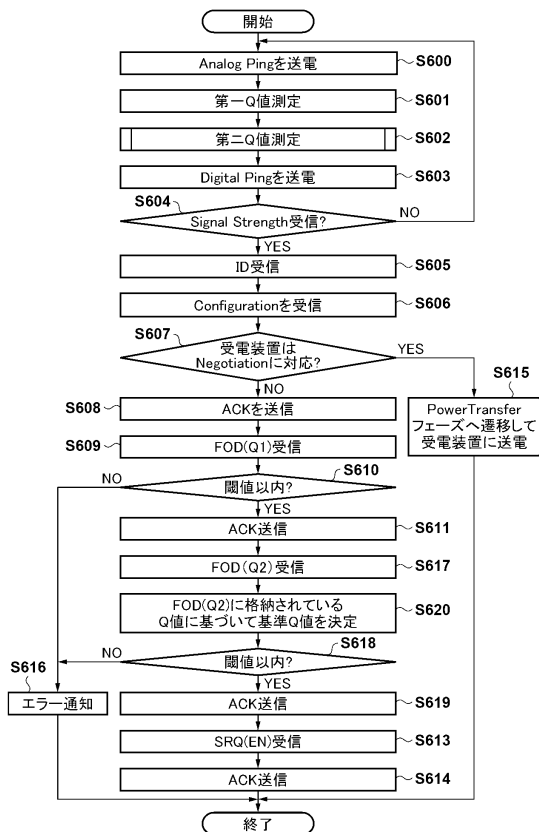 開始
Analog Pingを送電
S600
第一Q値測定
S601
第二Q値測定
S602
Digital Pingを送電
S603
S604
Signal Strength受信?
NO
YES
ID受信
S605
Configurationを受信
S606
S607
受電装置は
Negotiationに対応?
YES
NO
S615
PowerTransfer
フェーズへ遷移して
受電装置に送電
S608
ACKを送信
S609
FOD(Q1)受信
S610
閾値以内?
NO
YES
ACK送信
S611
FOD(Q2)受信
S617
FOD(Q2)に格納されている
Q値に基づいて基準Q値を決定
S620
S618
閾値以内?
NO
YES
S616
エラー通知
ACK送信
S619
SRQ(EN)受信
S613
ACK送信
S614
終了